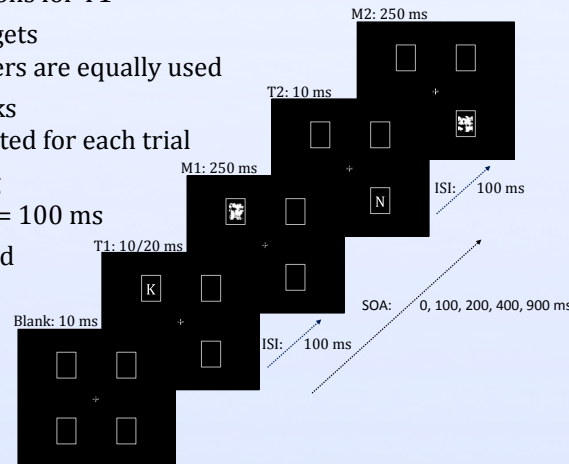 ons for T1
gets
ers are equally used
ks
ted for each trial
= 100 ms
d
M2: 250 ms
T2: 10 ms
N
ISI: 100 ms
M1: 250 ms
T1: 10/20 ms
K
ISI: 100 ms
SOA: 0, 100, 200, 400, 900 ms
Blank: 10 ms